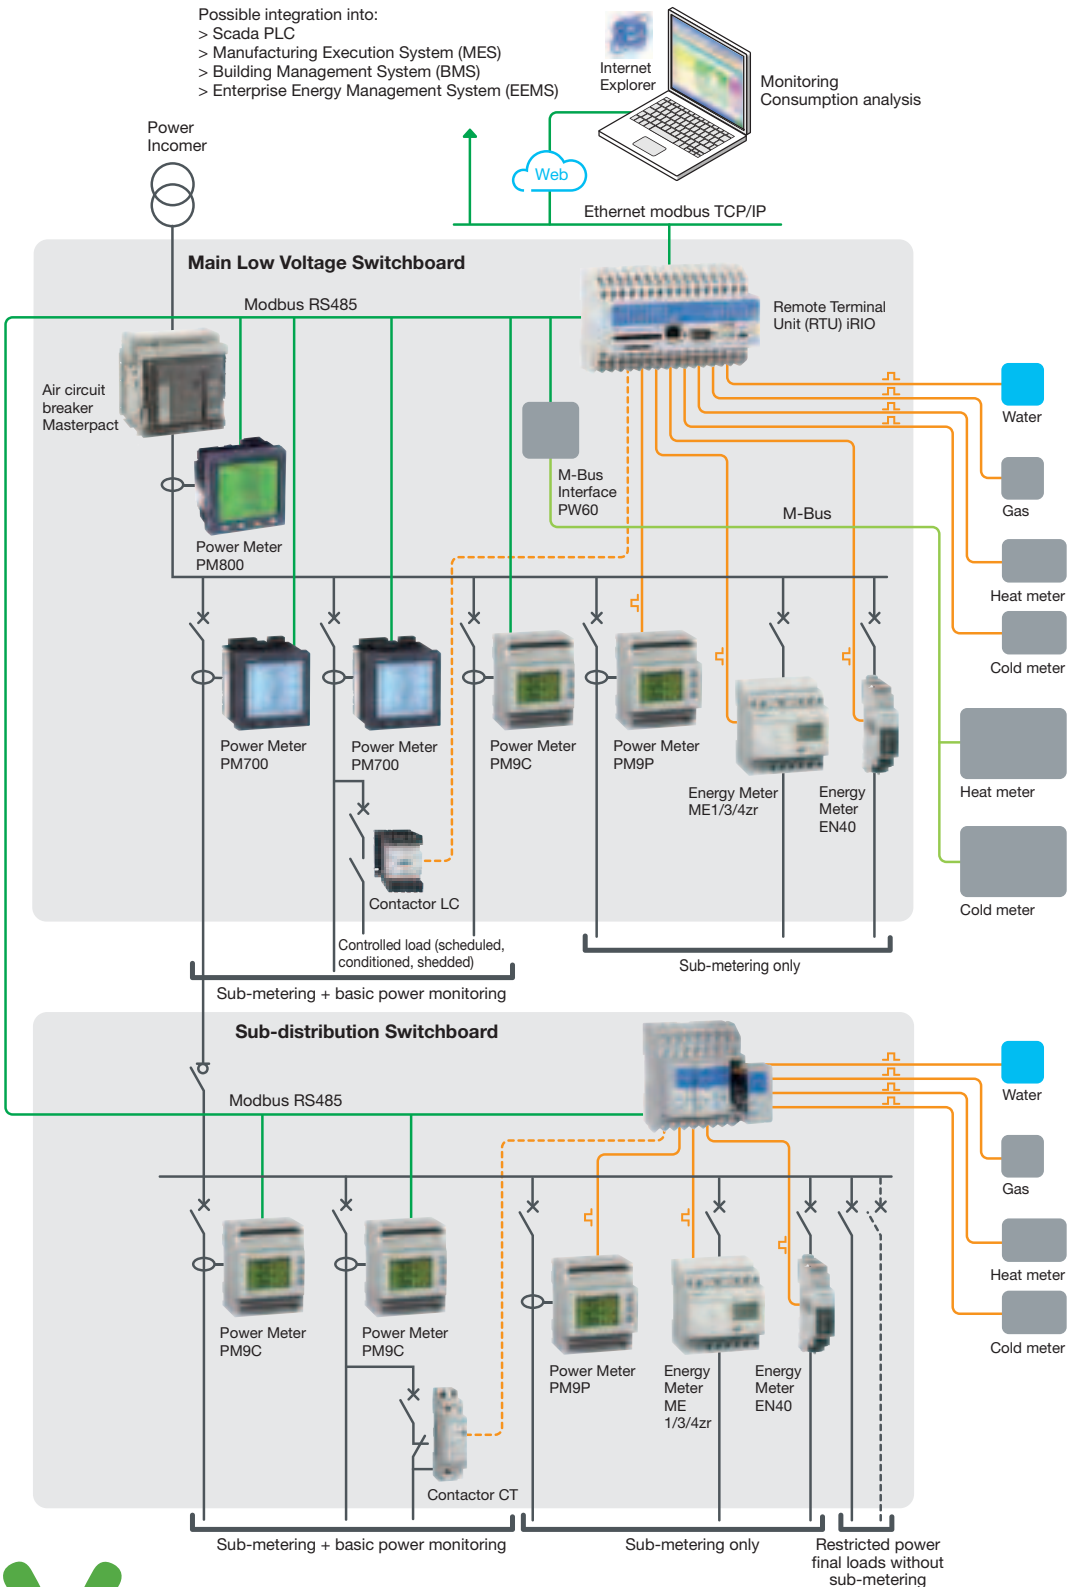 Possible integration into:
> Scada PLC
> Manufacturing Execution System (MES)
> Building Management System (BMS)
> Enterprise Energy Management System (EEMS)
Internet
Explorer
Monitoring
Consumption analysis
Power
Incomer
Web
Ethernet modbus TCP/IP
Main Low Voltage Switchboard
Modbus RS485
Remote Terminal
Unit (RTU) iRIO
Air circuit
breaker
Masterpact
Water
M-Bus
Interface
PW60
Gas
M-Bus
Power Meter
PM800
Heat meter
Cold meter
Power Meter
PM700
Power Meter
PM700
Power Meter
PM9C
Power Meter
PM9P
Energy Meter
ME1/3/4zr
Energy
Meter
EN40
Heat meter
Contactor LC
Cold meter
Controlled load (scheduled,
conditioned, shedded)
Sub-metering only
Sub-metering + basic power monitoring
Sub-distribution Switchboard
Modbus RS485
Water
Gas
Heat meter
Cold meter
Power Meter
PM9C
Power Meter
PM9C
Power Meter
PM9P
Energy
Meter
ME
1/3/4zr
Energy
Meter
EN40
Contactor CT
Sub-metering + basic power monitoring
Sub-metering only
Restricted power
final loads without
sub-metering